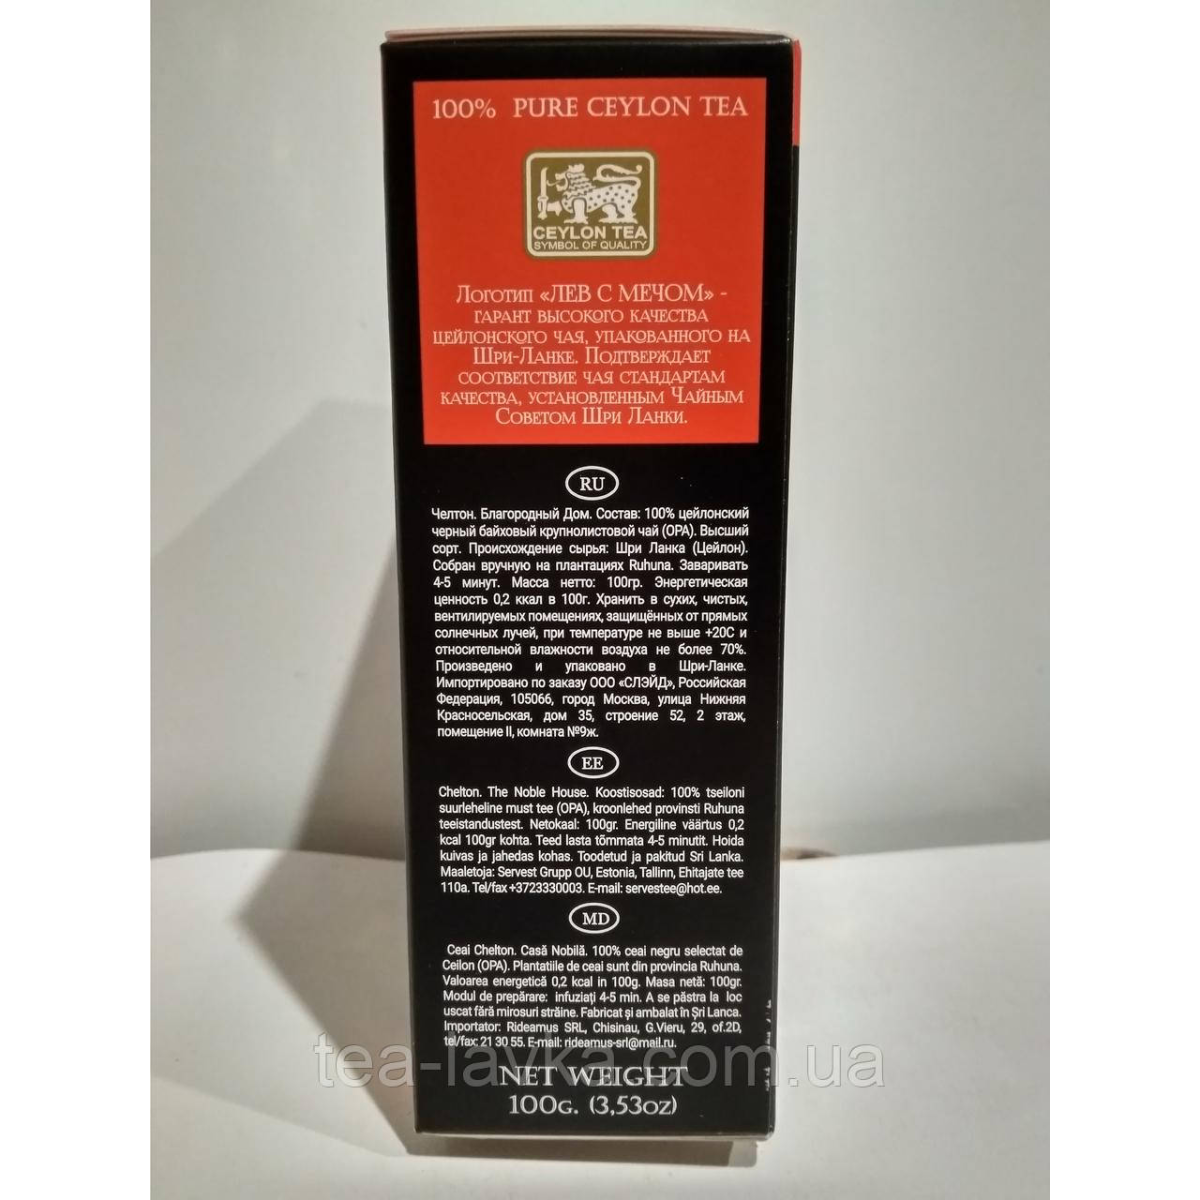 100% PURE CEYLON TEA
CEYLON TEA
SYMBOL OF QUALITY
Логотип «ЛЕВ С МЕЧОМ» -
гарант высокого качества
цейлонского чая, упакованного на
Шри-Ланке. Подтверждает
соответствие чая стандартам
качества, установленным Чайным
Советом Шри Ланки.
RU
Челтон. Благородный Дом. Состав: 100% цейлонский
черный байховый крупнолистовой чай (ОРА). Высший
сорт. Происхождение сырья: Шри Ланка (Цейлон).
Собран вручную на плантациях Ruhuna. Заваривать
4-5 минут. Масса нетто: 100гр. Энергетическая
ценность 0,2 ккал в 100г. Хранить в сухих, чистых,
вентилируемых помещениях, защищённых от прямых
солнечных лучей, при температуре не выше +20С и
относительной влажности воздуха не более 70%.
Произведено и упаковано в Шри-Ланке.
Импортировано по заказу ООО «СЛЭЙД», Российская
Федерация, 105066, город Москва, улица Нижняя
Красносельская, дом 35, строение 52, 2 этаж,
помещение II, комната №9ж.
EE
Chelton. The Noble House. Koostisosad: 100% tseiloni
suurleheline must tee (OPA), kroonlehed provinsti Ruhuna
teeistandustest. Netokaal: 100gr. Energiline väärtus 0,2
kcal 100gr kohta. Teed lasta tõmmata 4-5 minutit. Hoida
kuivas ja jahedas kohas. Toodetud ja pakitud Sri Lanka.
Maaletoja: Servest Grupp OU, Estonia, Tallinn, Ehitajate tee
110a. Tel/fax +3723330003. E-mail: servestee@hot.ee.
MD
Ceai Chelton. Casă Nobilă. 100% ceai negru selectat de
Ceilon (OPA). Plantatiile de ceai sunt din provincia Ruhuna.
Valoarea energetică 0,2 kcal in 100g. Masa netă: 100gr.
Modul de preparare: infuziați 4-5 min. A se păstra la loc
uscat fără mirosuri străine. Fabricat și ambalat în Șri Lanca.
Importator: Rideamus SRL, Chisinau, G.Vieru, 29, of.2D,
tel/fax: 21 30 55. E-mail: rideamus-srl@mail.ru.
tea-lavka.com.ua
NET WEIGHT
100G. (3,53OZ)